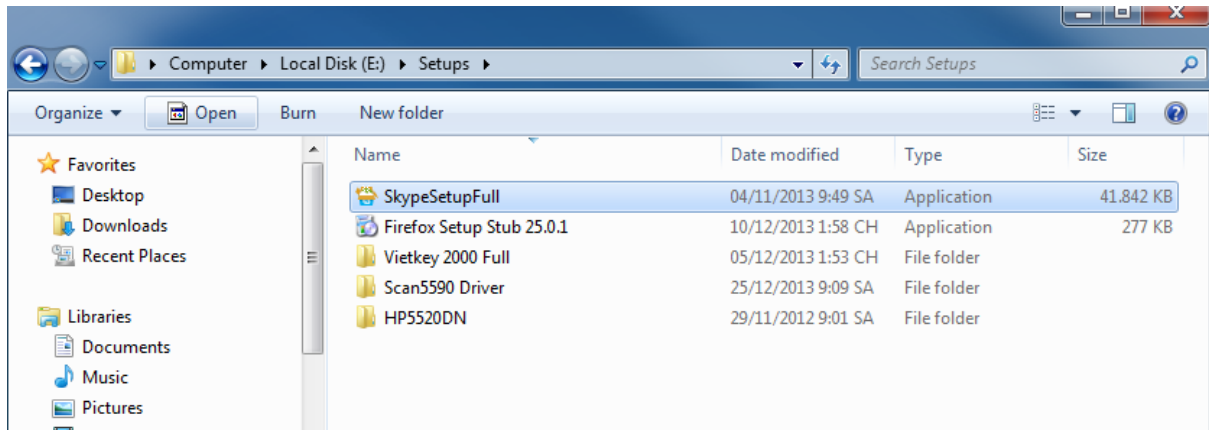 Computer Local Disk (E:) Setups Search Setups
Organize Open Burn New folder
Favorites
Desktop
Downloads
Recent Places
Libraries
Documents
Music
Pictures
Name Date modified Type Size
SkypeSetupFull 04/11/2013 9:49 SA Application 41.842 KB
Firefox Setup Stub 25.0.1 10/12/2013 1:58 CH Application 277 KB
Vietkey 2000 Full 05/12/2013 1:53 CH File folder
Scan5590 Driver 25/12/2013 9:09 SA File folder
HP5520DN 29/11/2012 9:01 SA File folder